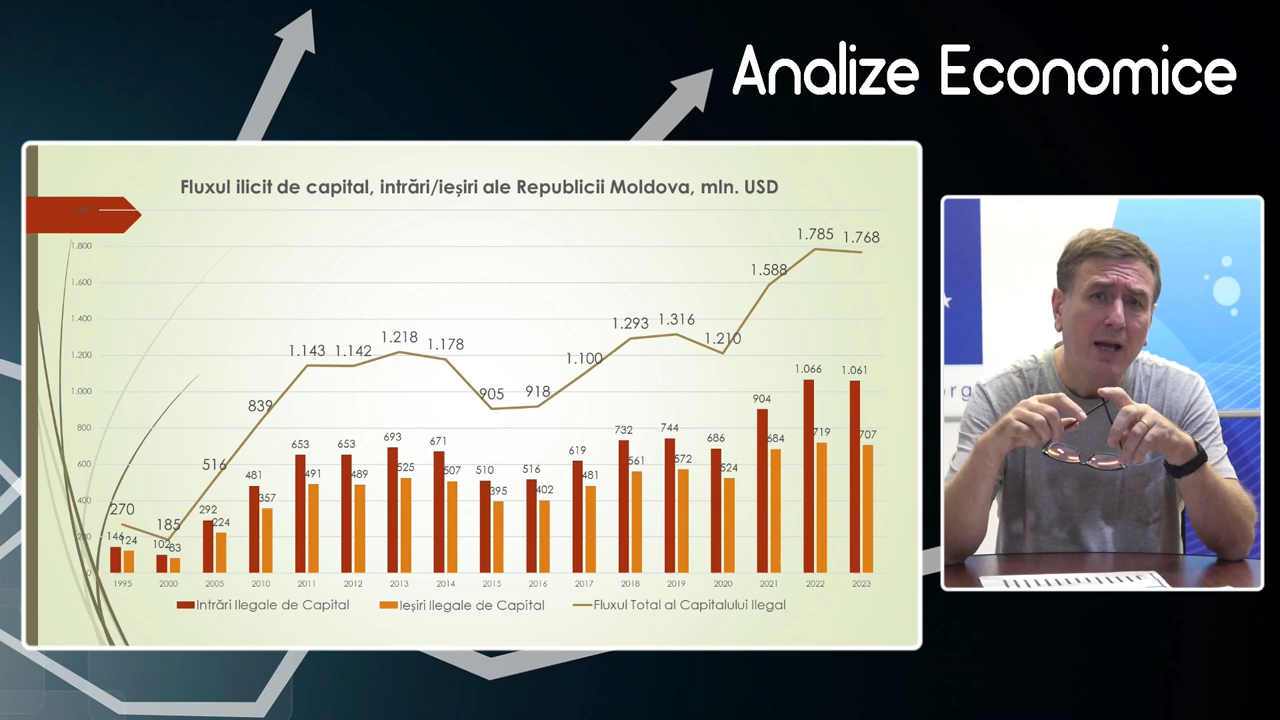 Analize Economice
Fluxul ilicit de capital, intrări/ieșiri ale Republicii Moldova, mln. USD
1.800
1.600
1.400
1.200
1.000
800
600
400
200
0
270 185 516 839 1.143 1.142 1.218 1.178 905 918 1.100 1.293 1.316 1.210 1.588 1.785 1.768
146 102 292 481 653 653 693 671 510 516 619 732 744 686 904 1.066 1.061
124 83 224 357 491 489 525 507 395 402 481 561 572 524 684 719 707
1995 2000 2005 2010 2011 2012 2013 2014 2015 2016 2017 2018 2019 2020 2021 2022 2023
Intrări Ilegale de Capital Ieșiri Ilegale de Capital Fluxul Total al Capitalului Ilegal